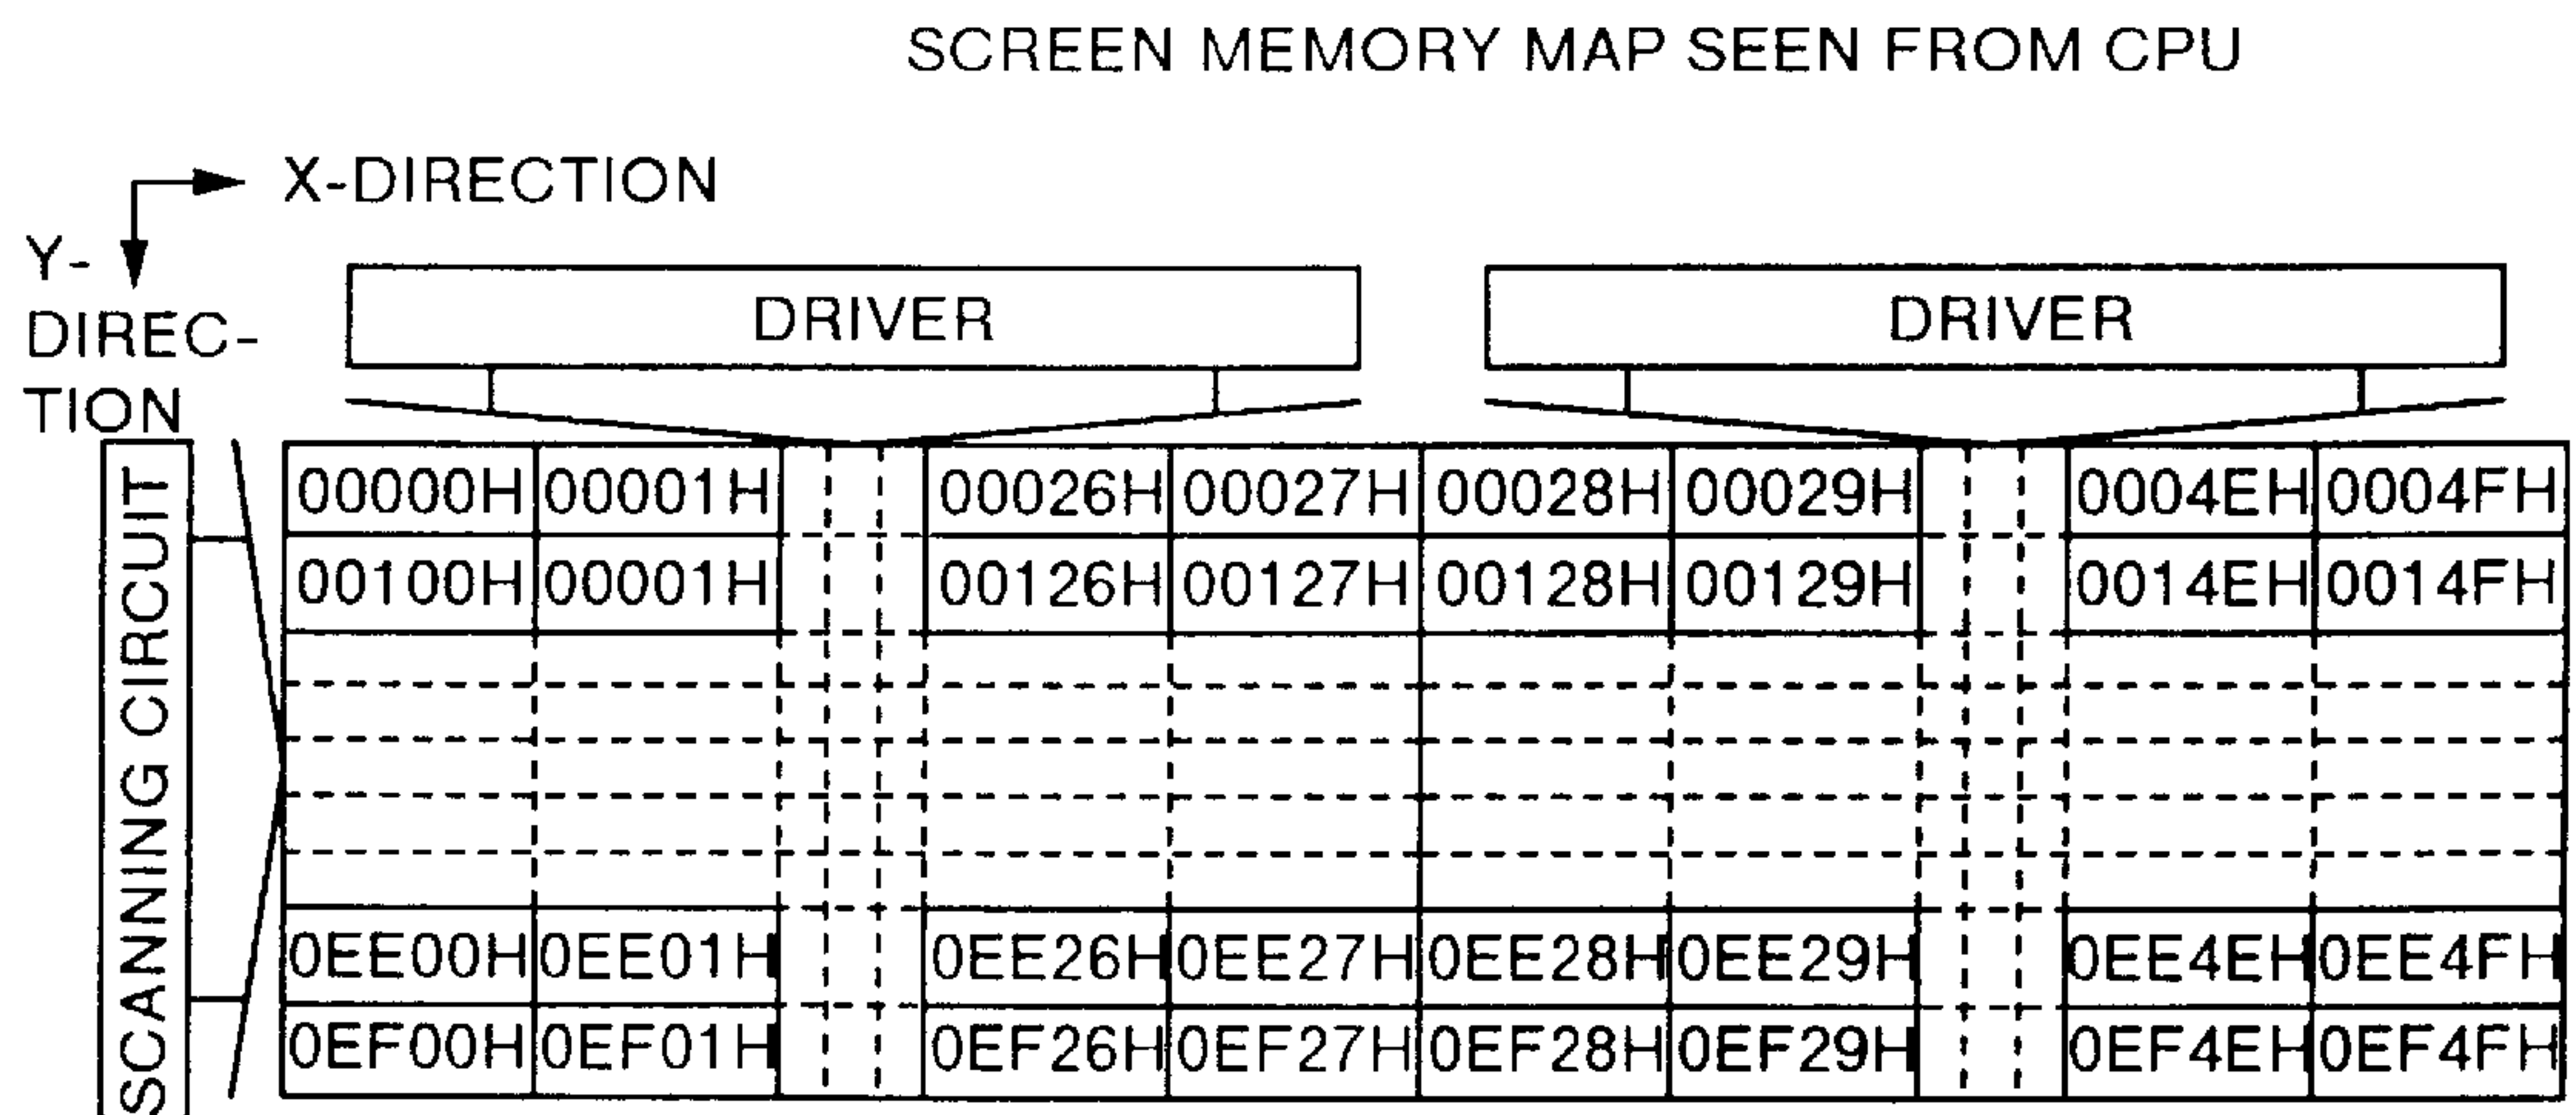 SCREEN MEMORY MAP SEEN FROM CPU
X-DIRECTION
Y-
DIREC-
TION
DRIVER DRIVER
SCANNING CIRCUIT
00000H 00001H 00026H 00027H 00028H 00029H 0004EH 0004FH
00100H 00001H 00126H 00127H 00128H 00129H 0014EH 0014FH
0EE00H 0EE01H 0EE26H 0EE27H 0EE28H 0EE29H 0EE4EH 0EE4FH
0EF00H 0EF01H 0EF26H 0EF27H 0EF28H 0EF29H 0EF4EH 0EF4FH